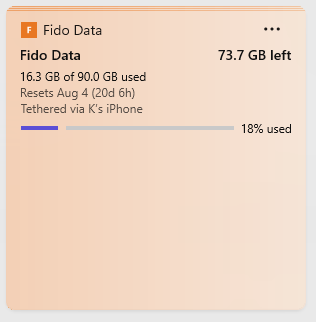 F Fido Data
Fido Data 73.7 GB left
16.3 GB of 90.0 GB used
Resets Aug 4 (20d 6h)
Tethered via K's iPhone
18% used